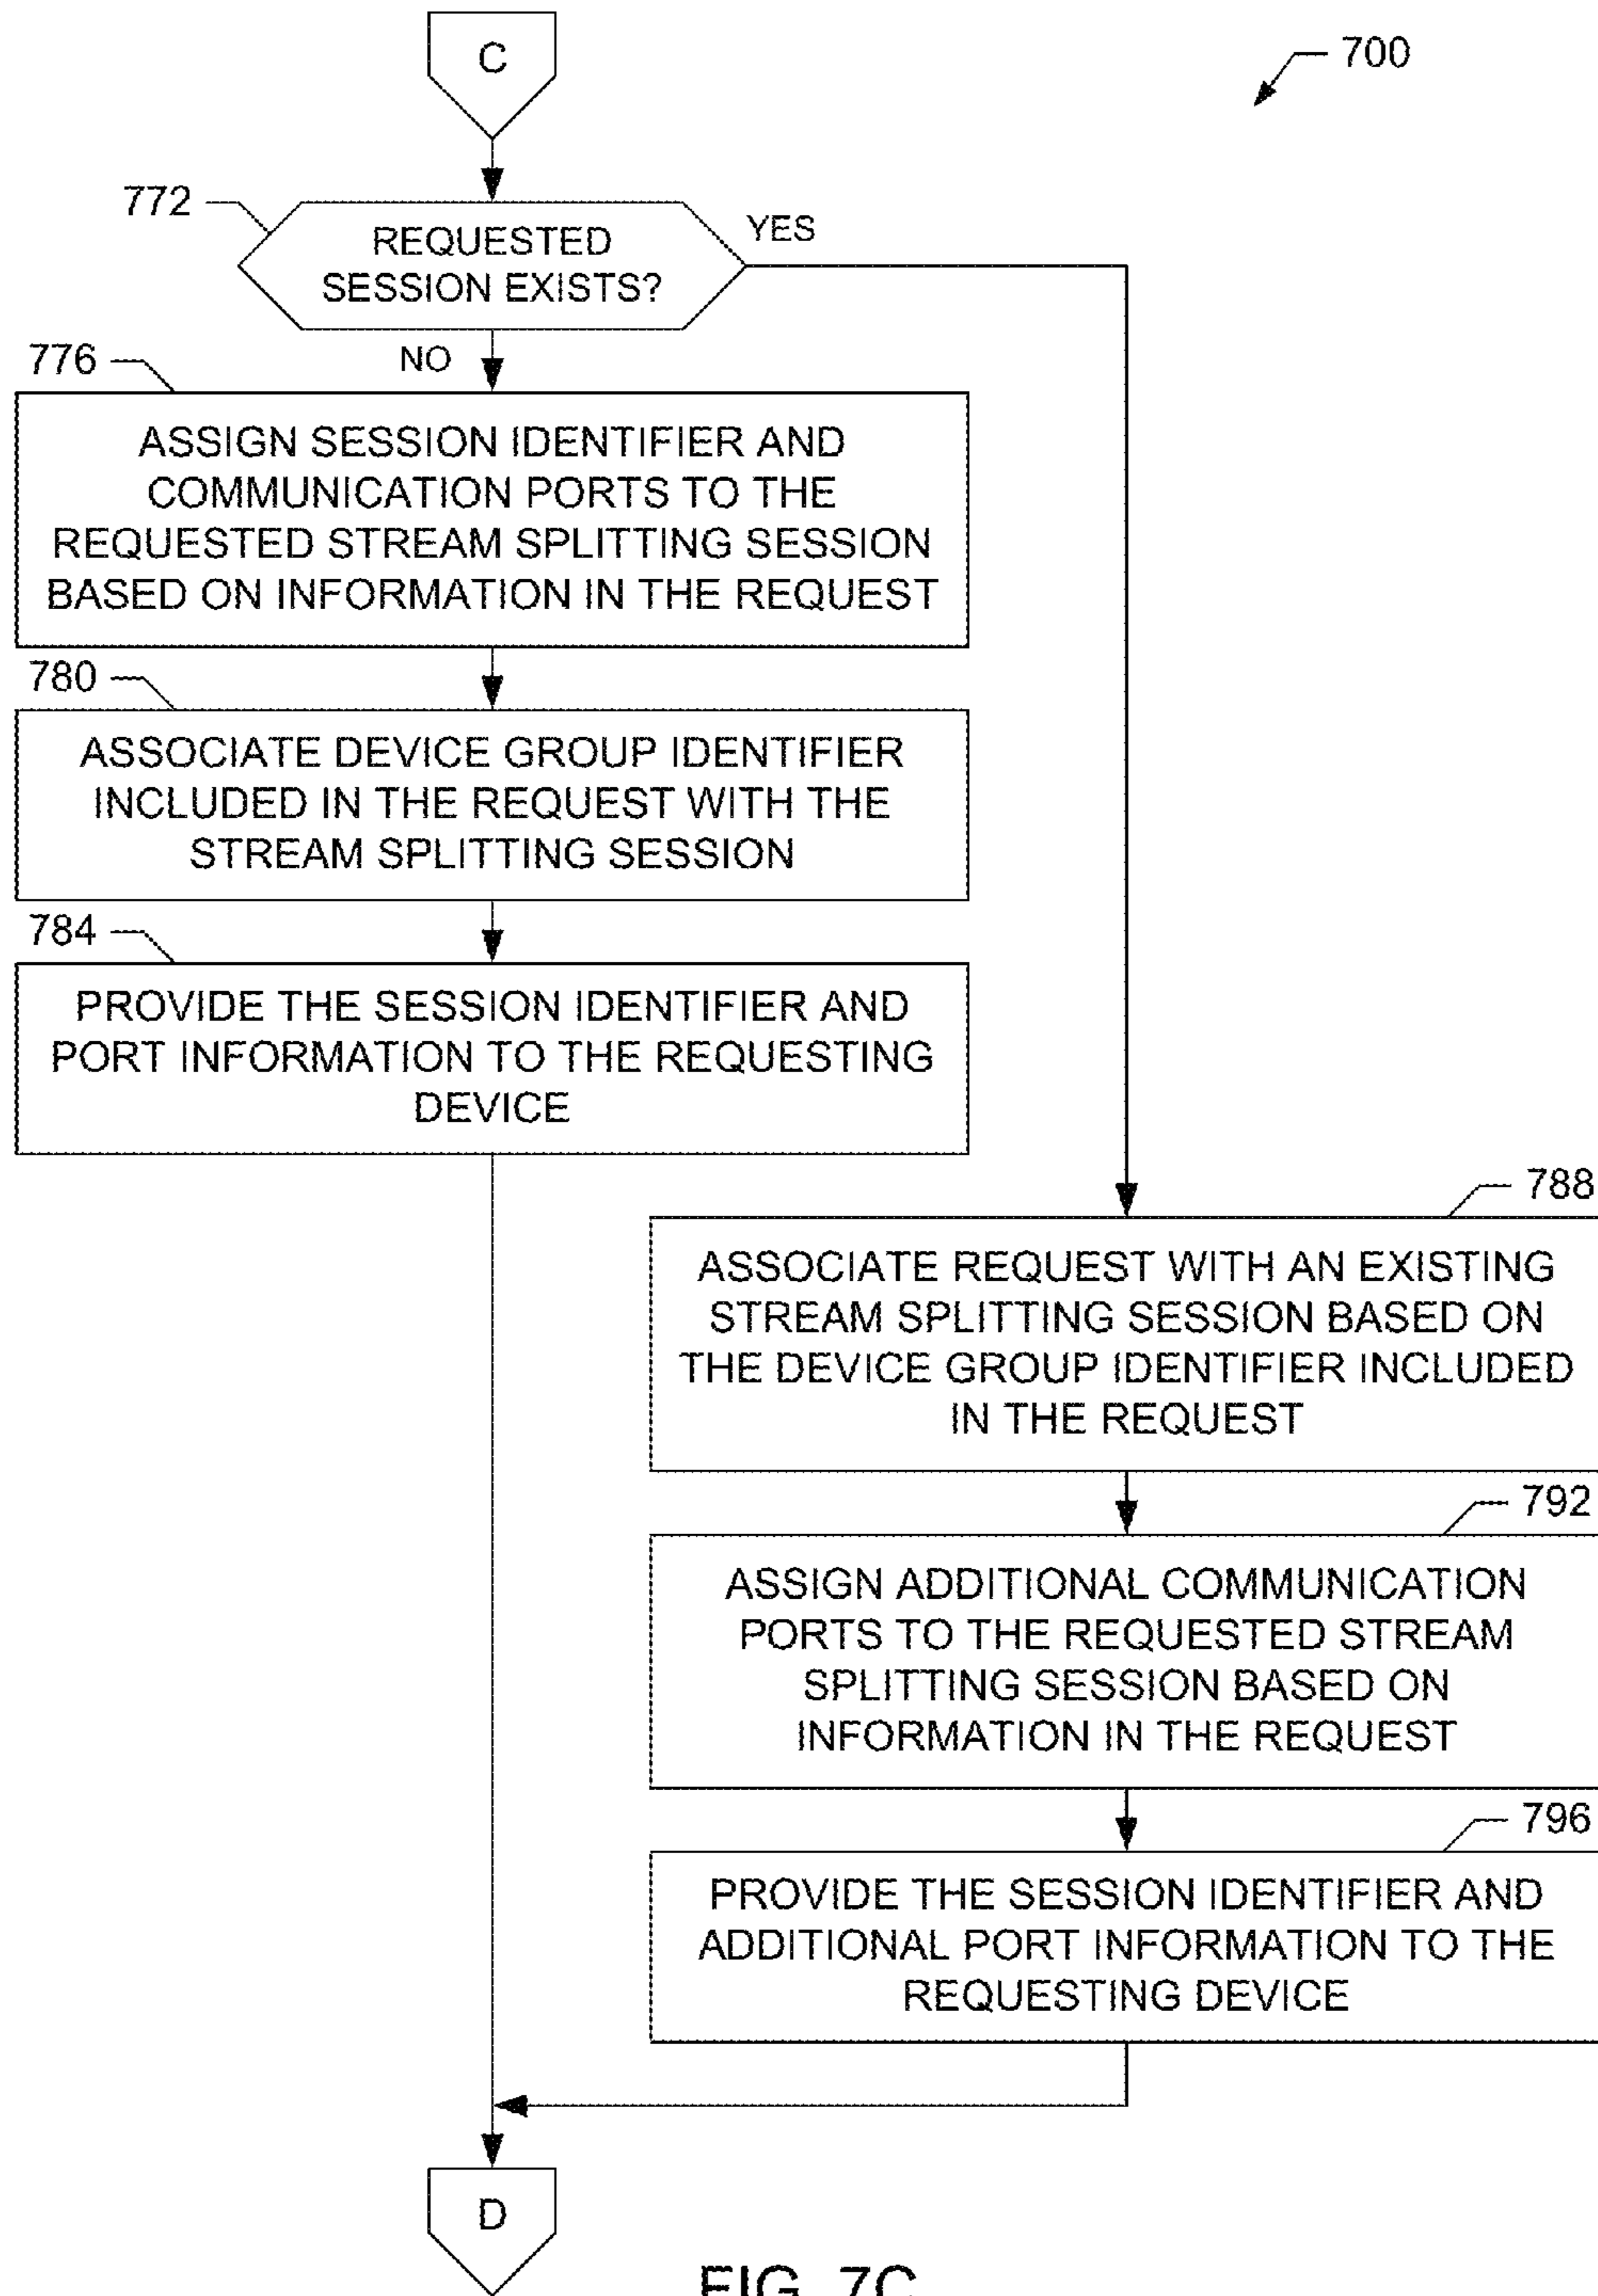 C
700
772
REQUESTED
SESSION EXISTS?
YES
NO
776
ASSIGN SESSION IDENTIFIER AND
COMMUNICATION PORTS TO THE
REQUESTED STREAM SPLITTING SESSION
BASED ON INFORMATION IN THE REQUEST
780
ASSOCIATE DEVICE GROUP IDENTIFIER
INCLUDED IN THE REQUEST WITH THE
STREAM SPLITTING SESSION
784
PROVIDE THE SESSION IDENTIFIER AND
PORT INFORMATION TO THE REQUESTING
DEVICE
788
ASSOCIATE REQUEST WITH AN EXISTING
STREAM SPLITTING SESSION BASED ON
THE DEVICE GROUP IDENTIFIER INCLUDED
IN THE REQUEST
792
ASSIGN ADDITIONAL COMMUNICATION
PORTS TO THE REQUESTED STREAM
SPLITTING SESSION BASED ON
INFORMATION IN THE REQUEST
796
PROVIDE THE SESSION IDENTIFIER AND
ADDITIONAL PORT INFORMATION TO THE
REQUESTING DEVICE
D
FIG. 7C